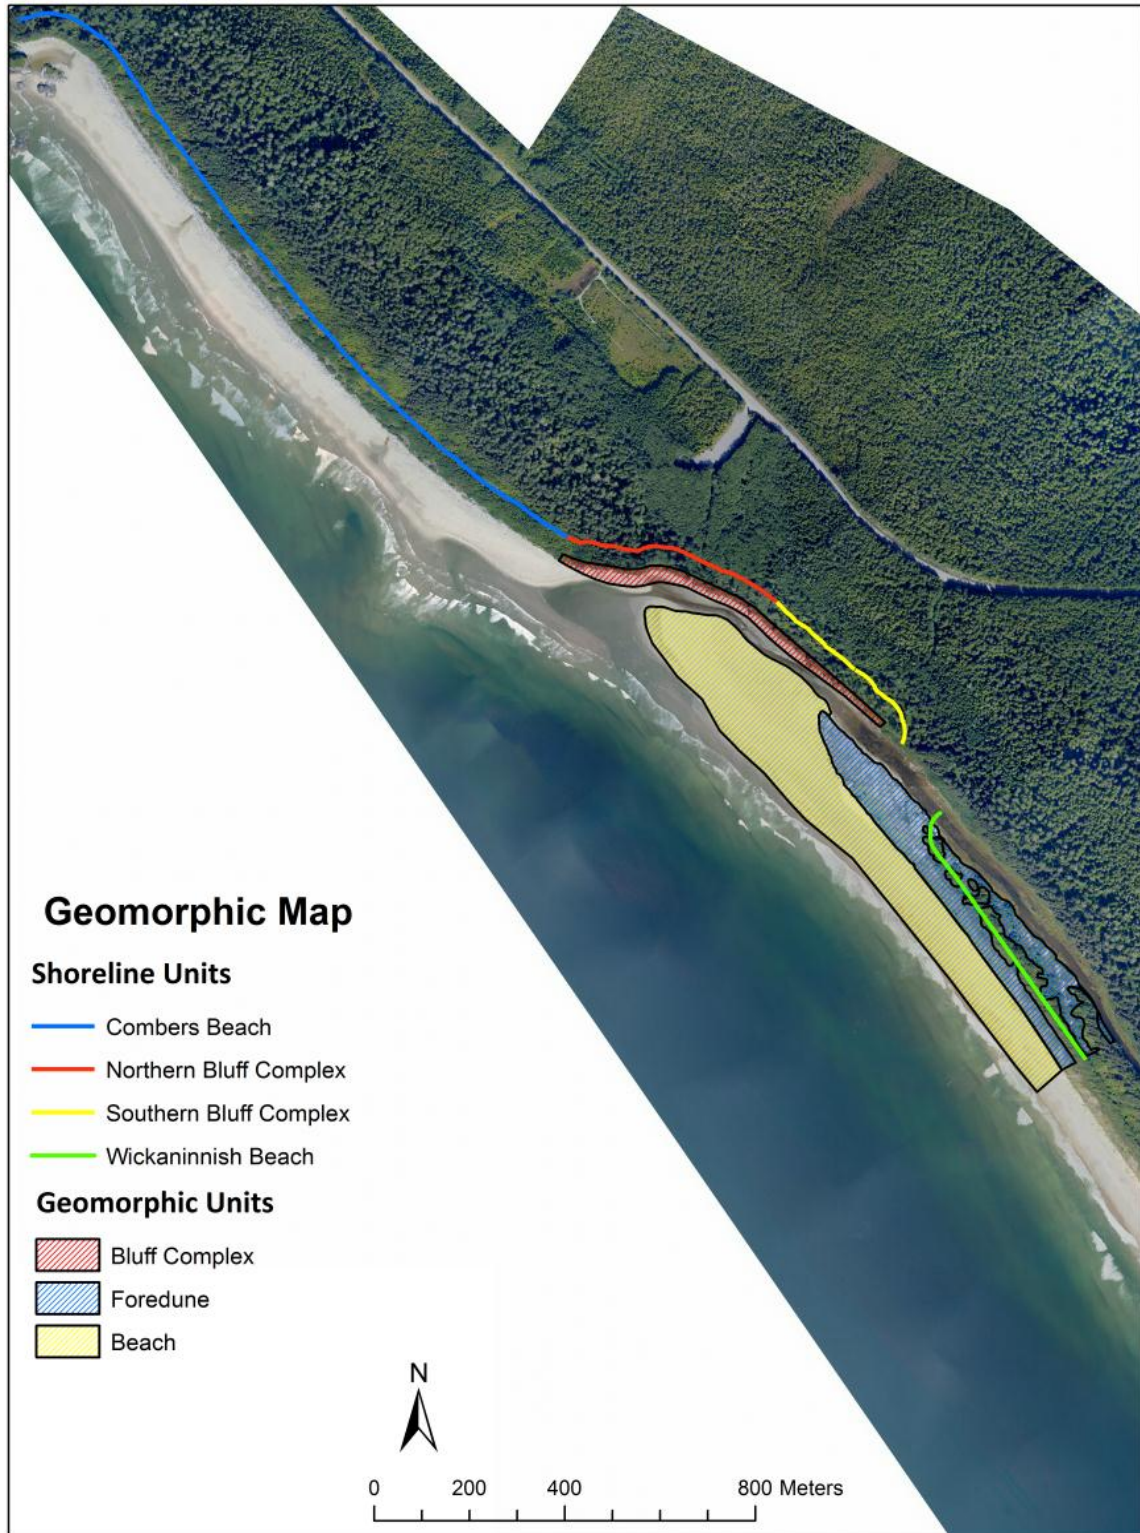 Geomorphic Map
Shoreline Units
Combers Beach
Northern Bluff Complex
Southern Bluff Complex
Wickaninnish Beach
Geomorphic Units
Bluff Complex
Foredune
Beach
N
0 200 400 800 Meters